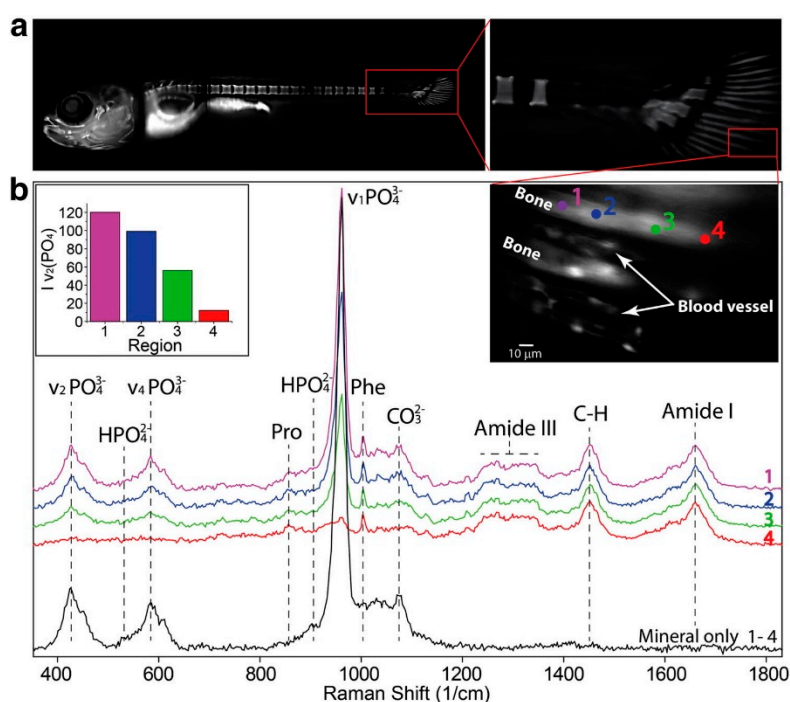 a
b
120
100
80
60
40
20
0
I v₂(PO₄)
1 2 3 4
Region
v₁PO₄³⁻
Bone 1 2 3 4
Bone
Blood vessel
10 µm
v₂ PO₄³⁻
v₄ PO₄³⁻
HPO₄²⁻
HPO₄²⁻
Phe
Pro
CO₃²⁻
Amide III
C-H
Amide I
1
2
3
4
Mineral only 1-4
400 600 800 1000 1200 1400 1600 1800
Raman Shift (1/cm)